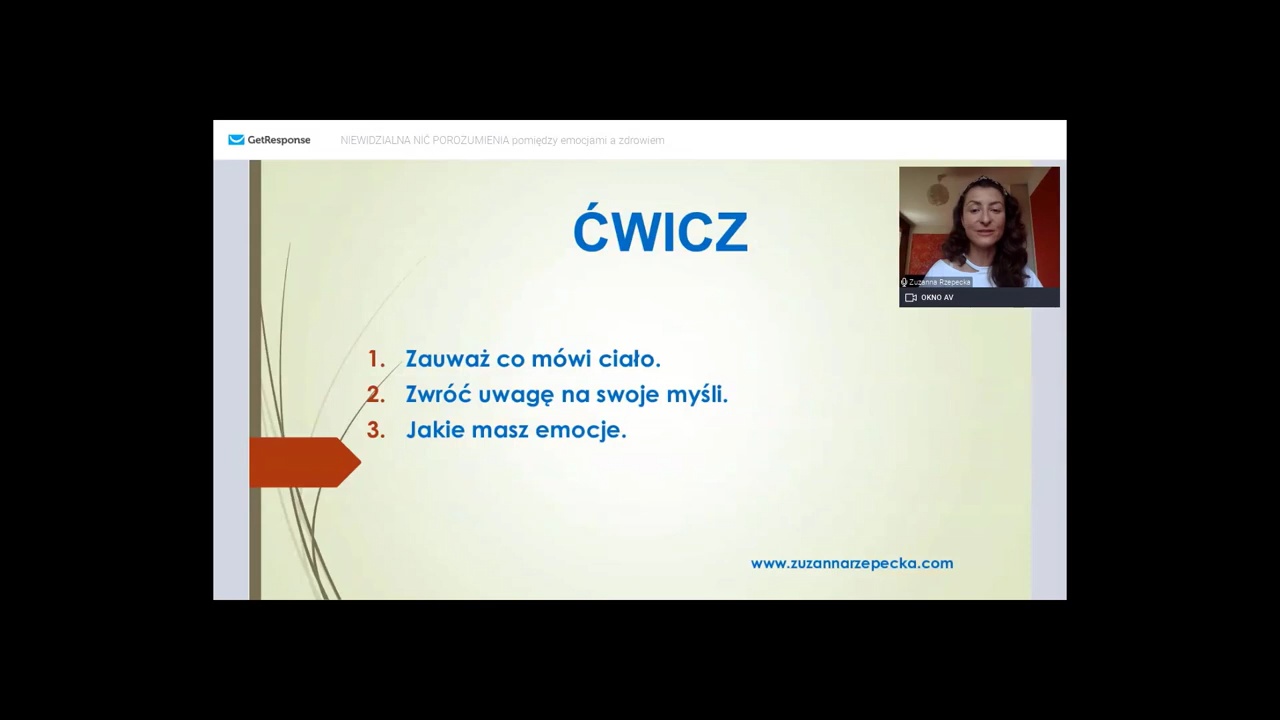 GetResponse
NIEWIDZIALNA NIĆ POROZUMIENIA pomiędzy emocjami a zdrowiem
ĆWICZ
Zuzanna Rzepecka
OKNO AV
1. Zauważ co mówi ciało.
2. Zwróć uwagę na swoje myśli.
3. Jakie masz emocje.
www.zuzannarzepecka.com